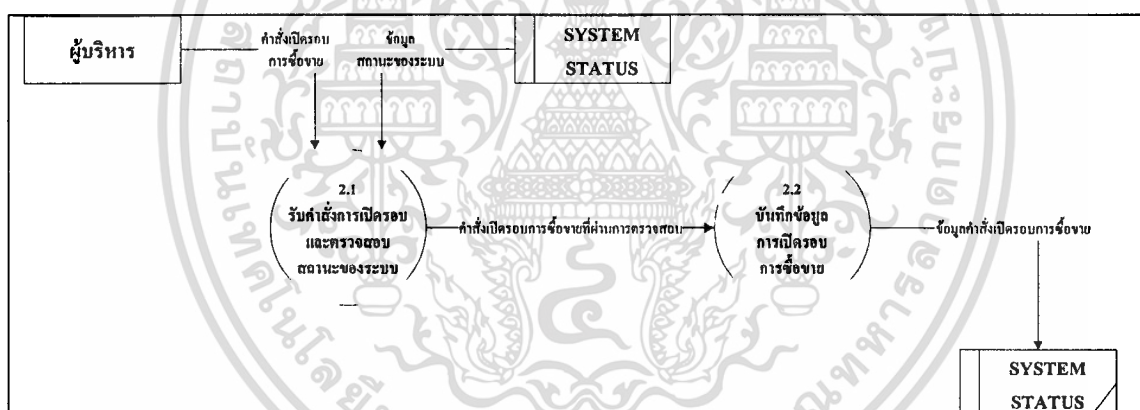 ผู้บริหาร
คำสั่งเปิดรอบ
การซื้อขาย
ข้อมูล
สถานะของระบบ
SYSTEM
STATUS
2.1
รับคำสั่งการเปิดรอบ
และตรวจสอบ
สถานะของระบบ
คำสั่งเปิดรอบการซื้อขายที่ผ่านการตรวจสอบ
2.2
บันทึกข้อมูล
การเปิดรอบ
การซื้อขาย
ข้อมูลคำสั่งเปิดรอบการซื้อขาย
SYSTEM
STATUS